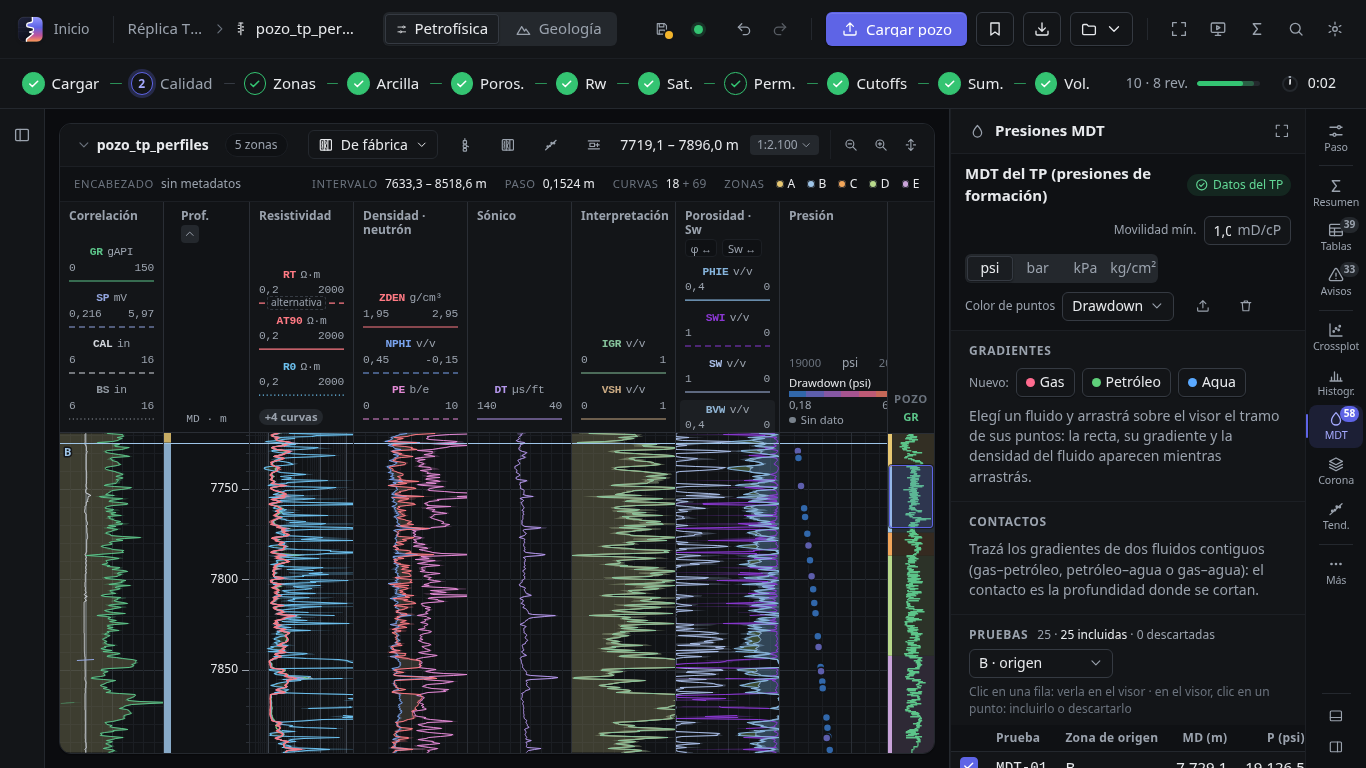 Inicio
Réplica T... > pozo_tp_per...
Petrofísica
Geología
Cargar pozo
Σ
Cargar
2 Calidad
Zonas
Arcilla
Poros.
Rw
Sat.
Perm.
Cutoffs
Sum.
Vol.
10 · 8 rev.
0:02
pozo_tp_perfiles
5 zonas
De fábrica
7719,1 – 7896,0 m
1:2.100
ENCABEZADO sin metadatos
INTERVALO 7633,3 – 8518,6 m
PASO 0,1524 m
CURVAS 18 + 69
ZONAS A B C D E
Correlación
GR gAPI
0 150
SP mV
0,216 5,97
CAL in
6 16
BS in
6 16
Prof.
MD · m
Resistividad
RT Ω·m
0,2 2000
alternativa
AT90 Ω·m
0,2 2000
R0 Ω·m
0,2 2000
+4 curvas
Densidad ·
neutrón
ZDEN g/cm³
1,95 2,95
NPHI v/v
0,45 -0,15
PE b/e
0 10
Sónico
DT µs/ft
140 40
Interpretación
IGR v/v
0 1
VSH v/v
0 1
Porosidad ·
Sw
φ ↔ Sw ↔
PHIE v/v
0,4 0
SWI v/v
1 0
SW v/v
1 0
BVW v/v
0,4 0
Presión
19000 psi 20
Drawdown (psi)
0,18 6
Sin dato
POZO
GR
B
7750
7800
7850
Presiones MDT
MDT del TP (presiones de
formación)
Datos del TP
Movilidad mín. 1,0 mD/cP
psi bar kPa kg/cm²
Color de puntos Drawdown
GRADIENTES
Nuevo: Gas Petróleo Agua
Elegí un fluido y arrastrá sobre el visor el tramo
de sus puntos: la recta, su gradiente y la
densidad del fluido aparecen mientras
arrastrás.
CONTACTOS
Trazá los gradientes de dos fluidos contiguos
(gas–petróleo, petróleo–agua o gas–agua): el
contacto es la profundidad donde se cortan.
PRUEBAS 25 · 25 incluidas · 0 descartadas
B · origen
Clic en una fila: verla en el visor · en el visor, clic en un
punto: incluirlo o descartarlo
Prueba Zona de origen MD (m) P (psi)
MDT-01 B 7 729,1 19 126,5
Paso
Σ
Resumen
39
Tablas
33
Avisos
Crossplot
Histogr.
58
MDT
Corona
Tend.
Más